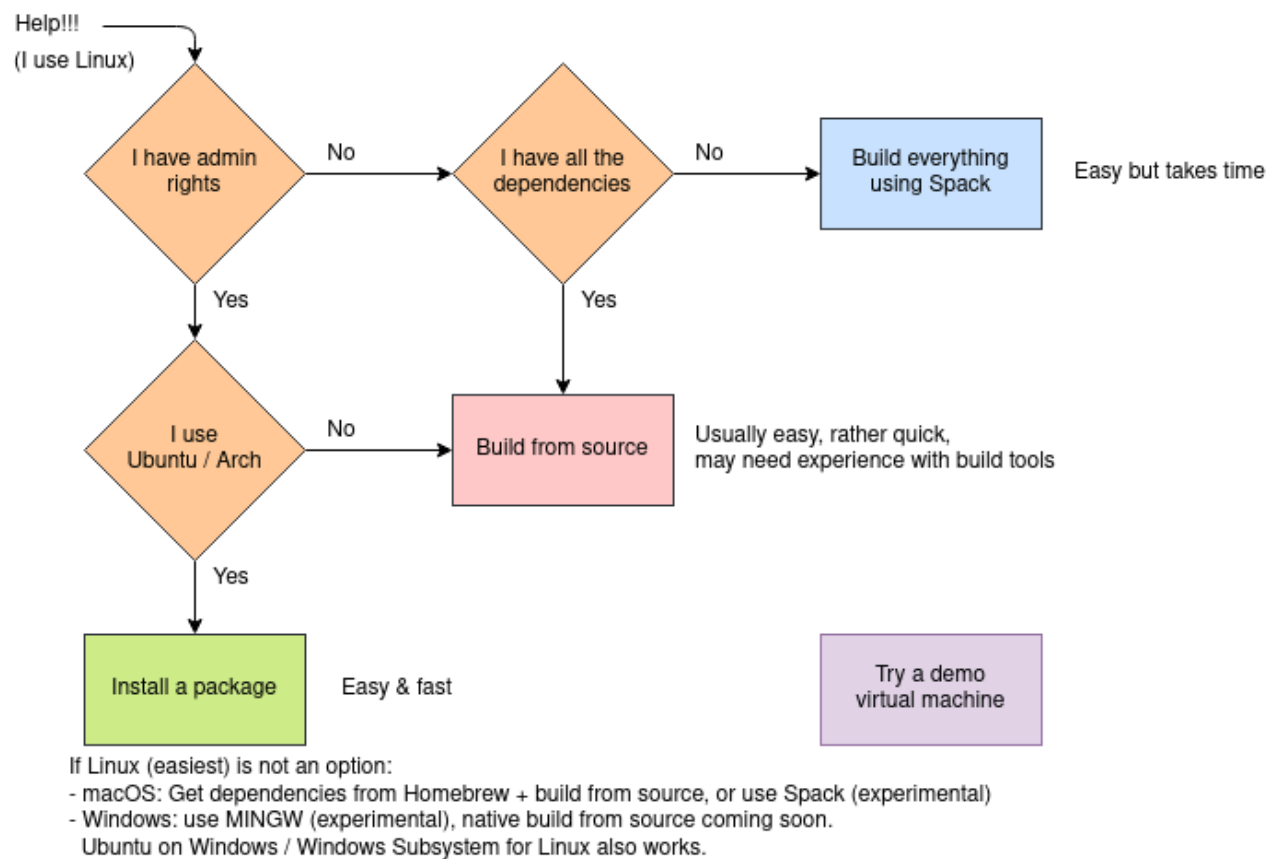 Help!!!
(I use Linux)
I have admin
rights
No
I have all the
dependencies
No
Build everything
using Spack
Easy but takes time
Yes
Yes
I use
Ubuntu / Arch
No
Build from source
Usually easy, rather quick,
may need experience with build tools
Yes
Install a package
Easy & fast
Try a demo
virtual machine
If Linux (easiest) is not an option:
- macOS: Get dependencies from Homebrew + build from source, or use Spack (experimental)
- Windows: use MINGW (experimental), native build from source coming soon.
Ubuntu on Windows / Windows Subsystem for Linux also works.